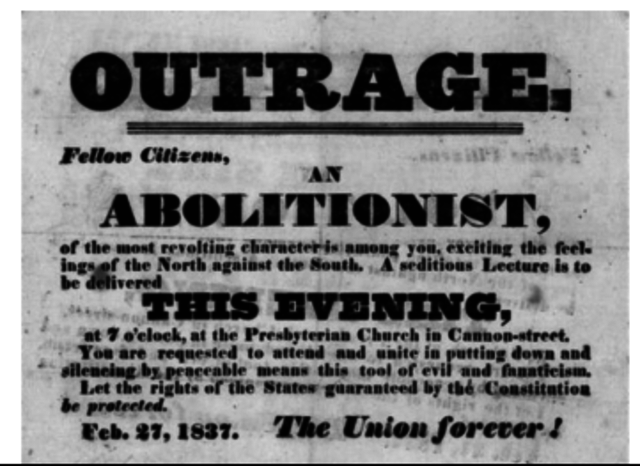 OUTRAGE.
Fellow Citizens,
AN
ABOLITIONIST,
of the most revolting character is among you, exciting the feel-
ings of the North against the South. A seditious Lecture is to
be delivered
THIS EVENING,
at 7 o'clock, at the Presbyterian Church in Cannon-street.
You are requested to attend and unite in putting down and
silencing by peaceable means this tool of evil and fanaticism.
Let the rights of the States guaranteed by the Constitution
be protected.
Feb. 27, 1837. The Union forever!